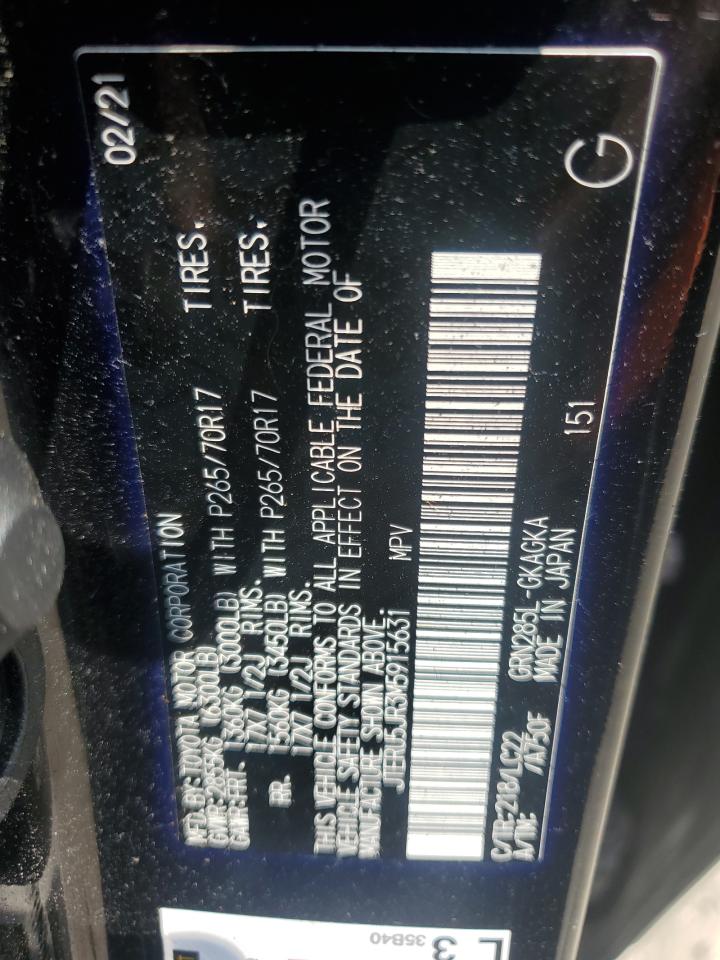 MFD. BY: TOYOTA MOTOR CORPORATION 02/21
GVWR: 2855KG (6300LB)
GAWR: FRT. 1360KG (3000LB) WITH P265/70R17 TIRES,
17X7 1/2J RIMS.
RR. 1560KG (3450LB) WITH P265/70R17 TIRES,
17X7 1/2J RIMS.
THIS VEHICLE CONFORMS TO ALL APPLICABLE FEDERAL MOTOR
VEHICLE SAFETY STANDARDS IN EFFECT ON THE DATE OF
MANUFACTURE SHOWN ABOVE.
JTERU5JR3M5915631 MPV
C/TR: 218/LC22 GRN285L-GKAGKA 151 G
A/TM: /A750F MADE IN JAPAN
35B40